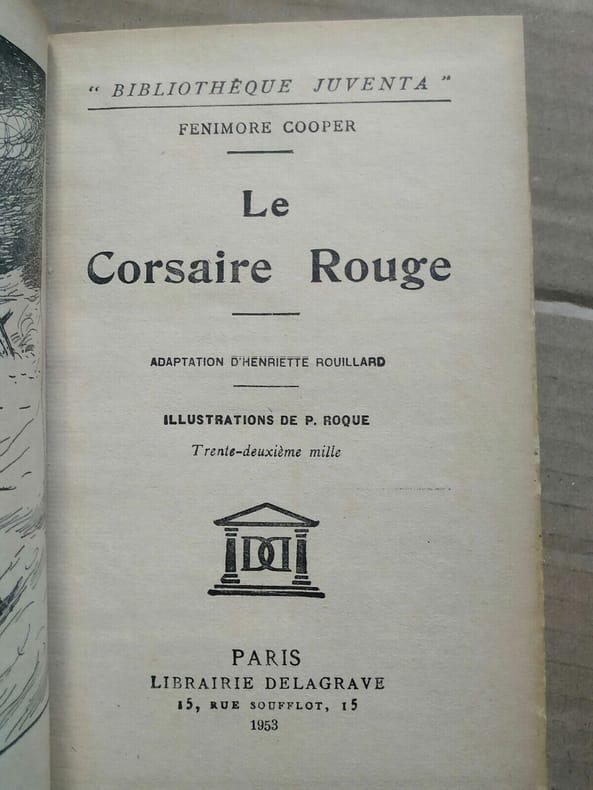 “ BIBLIOTHÈQUE JUVENTA ”
FENIMORE COOPER
Le
Corsaire Rouge
ADAPTATION D'HENRIETTE ROUILLARD
ILLUSTRATIONS DE P. ROQUE
Trente-deuxième mille
DD
PARIS
LIBRAIRIE DELAGRAVE
15, RUE SOUFFLOT, 15
1953